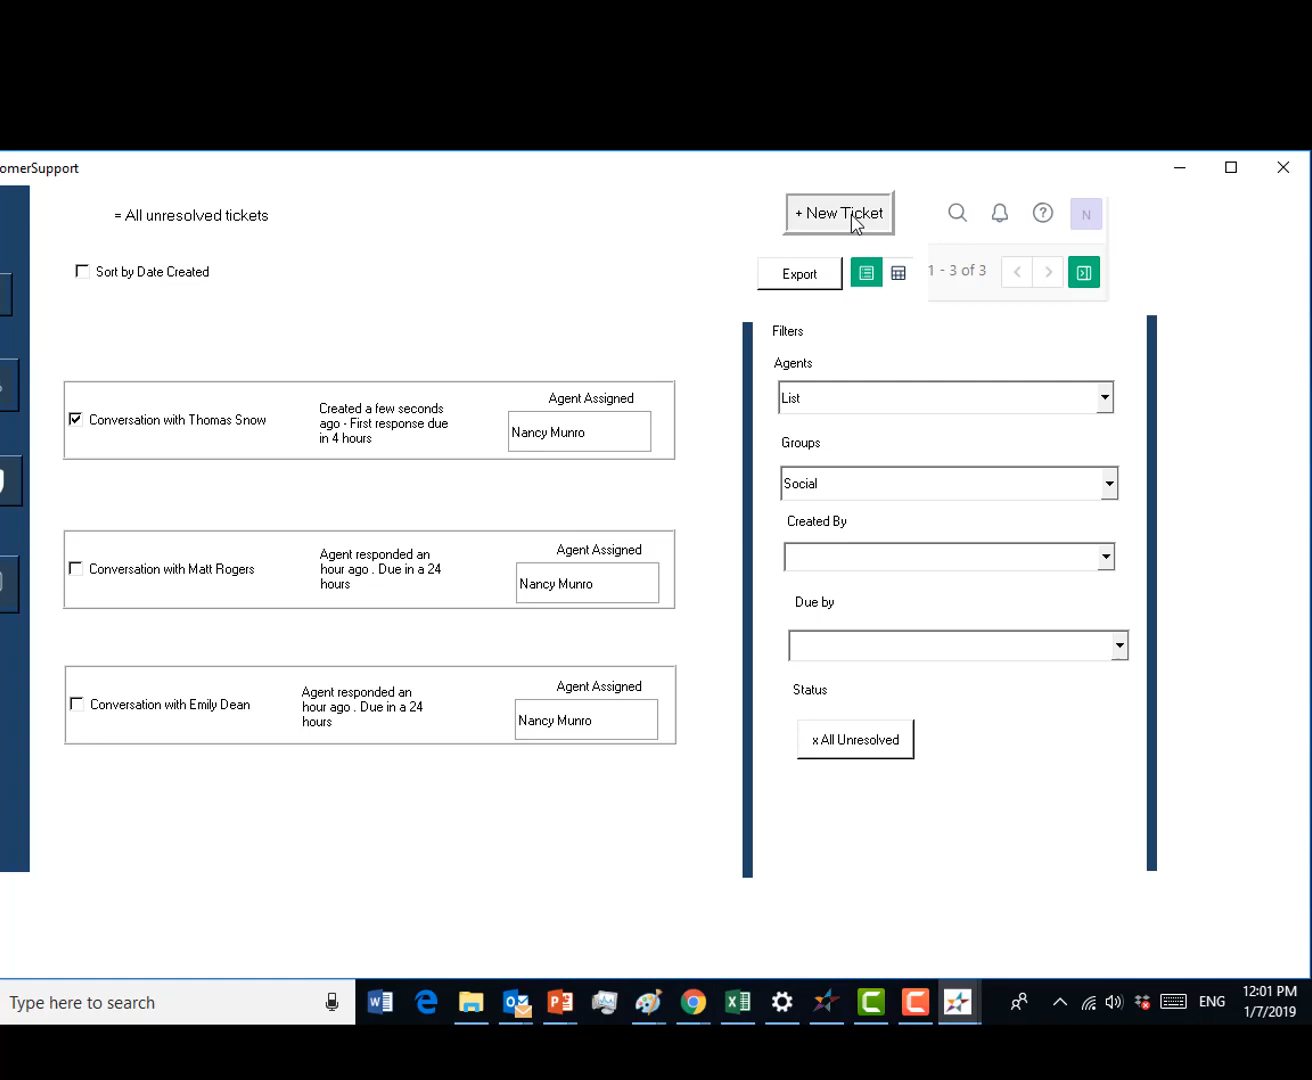 omerSupport
= All unresolved tickets
+ New Ticket
N
Sort by Date Created
Export
1 - 3 of 3
Filters
Agents
List
Groups
Social
Created By
Due by
Status
x All Unresolved
Conversation with Thomas Snow
Created a few seconds
ago - First response due
in 4 hours
Agent Assigned
Nancy Munro
Conversation with Matt Rogers
Agent responded an
hour ago . Due in a 24
hours
Agent Assigned
Nancy Munro
Conversation with Emily Dean
Agent responded an
hour ago . Due in a 24
hours
Agent Assigned
Nancy Munro
Type here to search
ENG
12:01 PM
1/7/2019